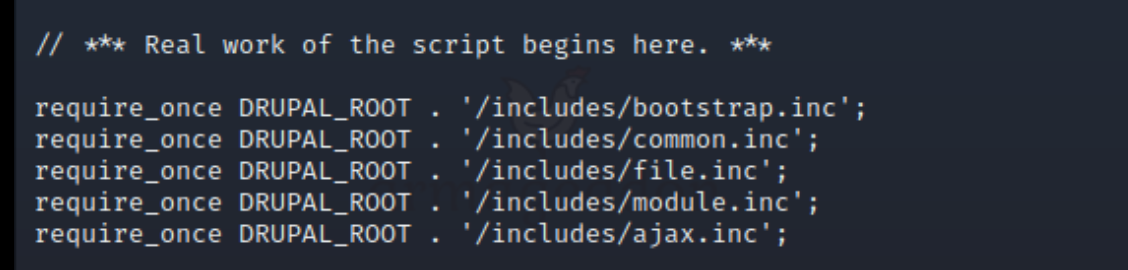 // *** Real work of the script begins here. ***
require_once DRUPAL_ROOT . '/includes/bootstrap.inc';
require_once DRUPAL_ROOT . '/includes/common.inc';
require_once DRUPAL_ROOT . '/includes/file.inc';
require_once DRUPAL_ROOT . '/includes/module.inc';
require_once DRUPAL_ROOT . '/includes/ajax.inc';